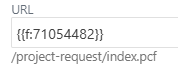 URL
{{f:71054482}}
/project-request/index.pcf